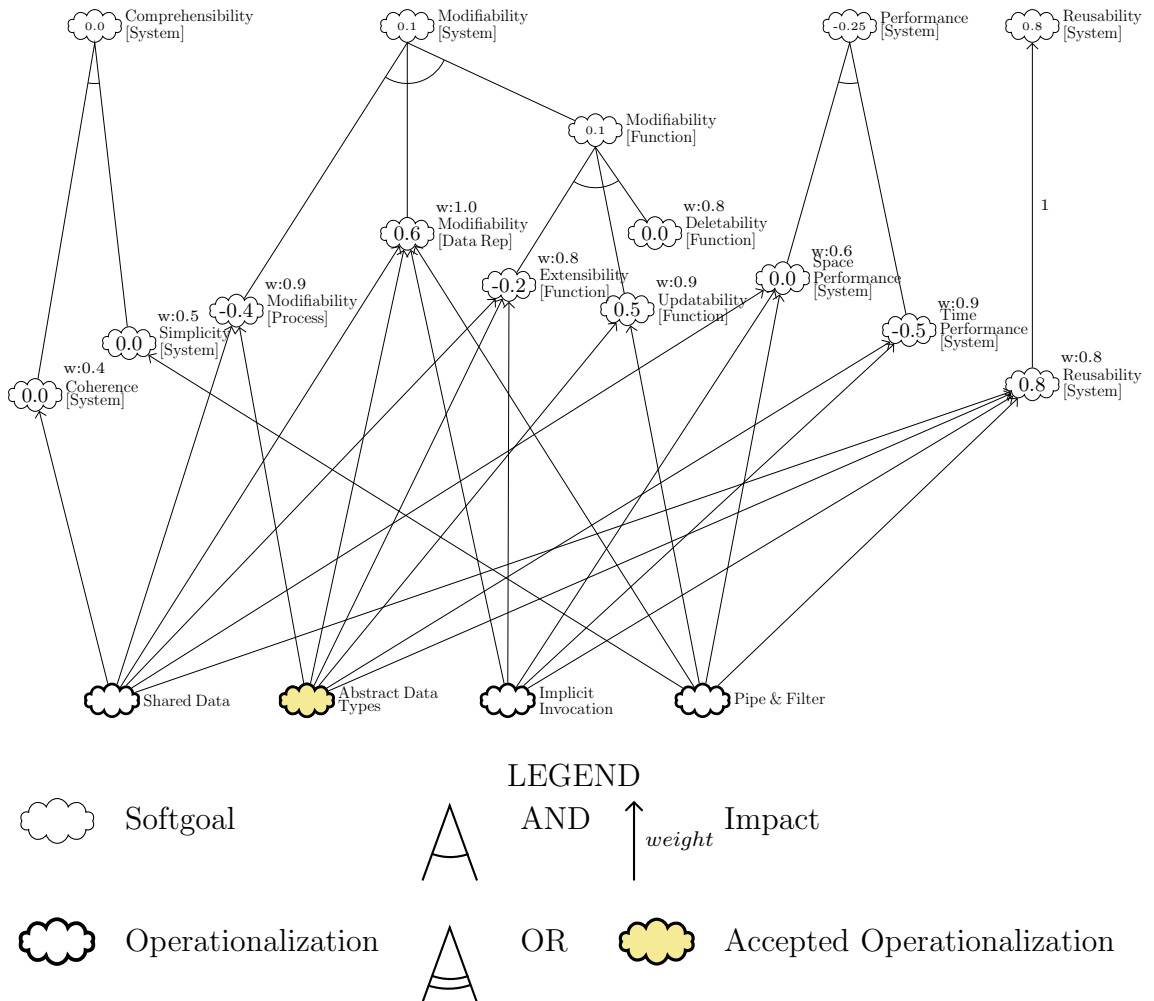 0.0
Comprehensibility
[System]
0.1
Modifiability
[System]
-0.25
Performance
[System]
0.8
Reusability
[System]
0.1
Modifiability
[Function]
1
w:1.0
0.6
Modifiability
[Data Rep]
w:0.8
0.0
Deletability
[Function]
w:0.8
-0.2
Extensibility
[Function]
w:0.6
0.0
Space
Performance
[System]
w:0.9
-0.4
Modifiability
[Process]
w:0.9
0.5
Updatability
[Function]
w:0.9
-0.5
Time
Performance
[System]
w:0.5
0.0
Simplicity
[System]
w:0.4
0.0
Coherence
[System]
w:0.8
0.8
Reusability
[System]
Shared Data
Abstract Data
Types
Implicit
Invocation
Pipe & Filter
LEGEND
Softgoal
AND
weight
Impact
Operationalization
OR
Accepted Operationalization